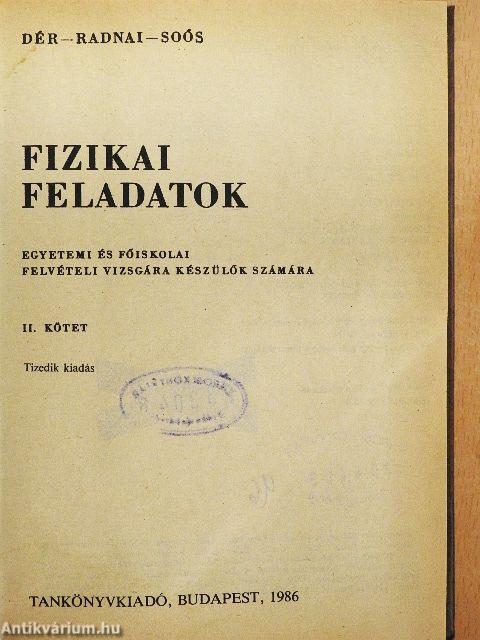 DÉR—RADNAI—SOÓS
FIZIKAI
FELADATOK
EGYETEMI ÉS FŐISKOLAI
FELVÉTELI VIZSGÁRA KÉSZÜLŐK SZÁMÁRA
II. KÖTET
Tizedik kiadás
TANKÖNYVKIADÓ, BUDAPEST, 1986
Antikvárium.hu